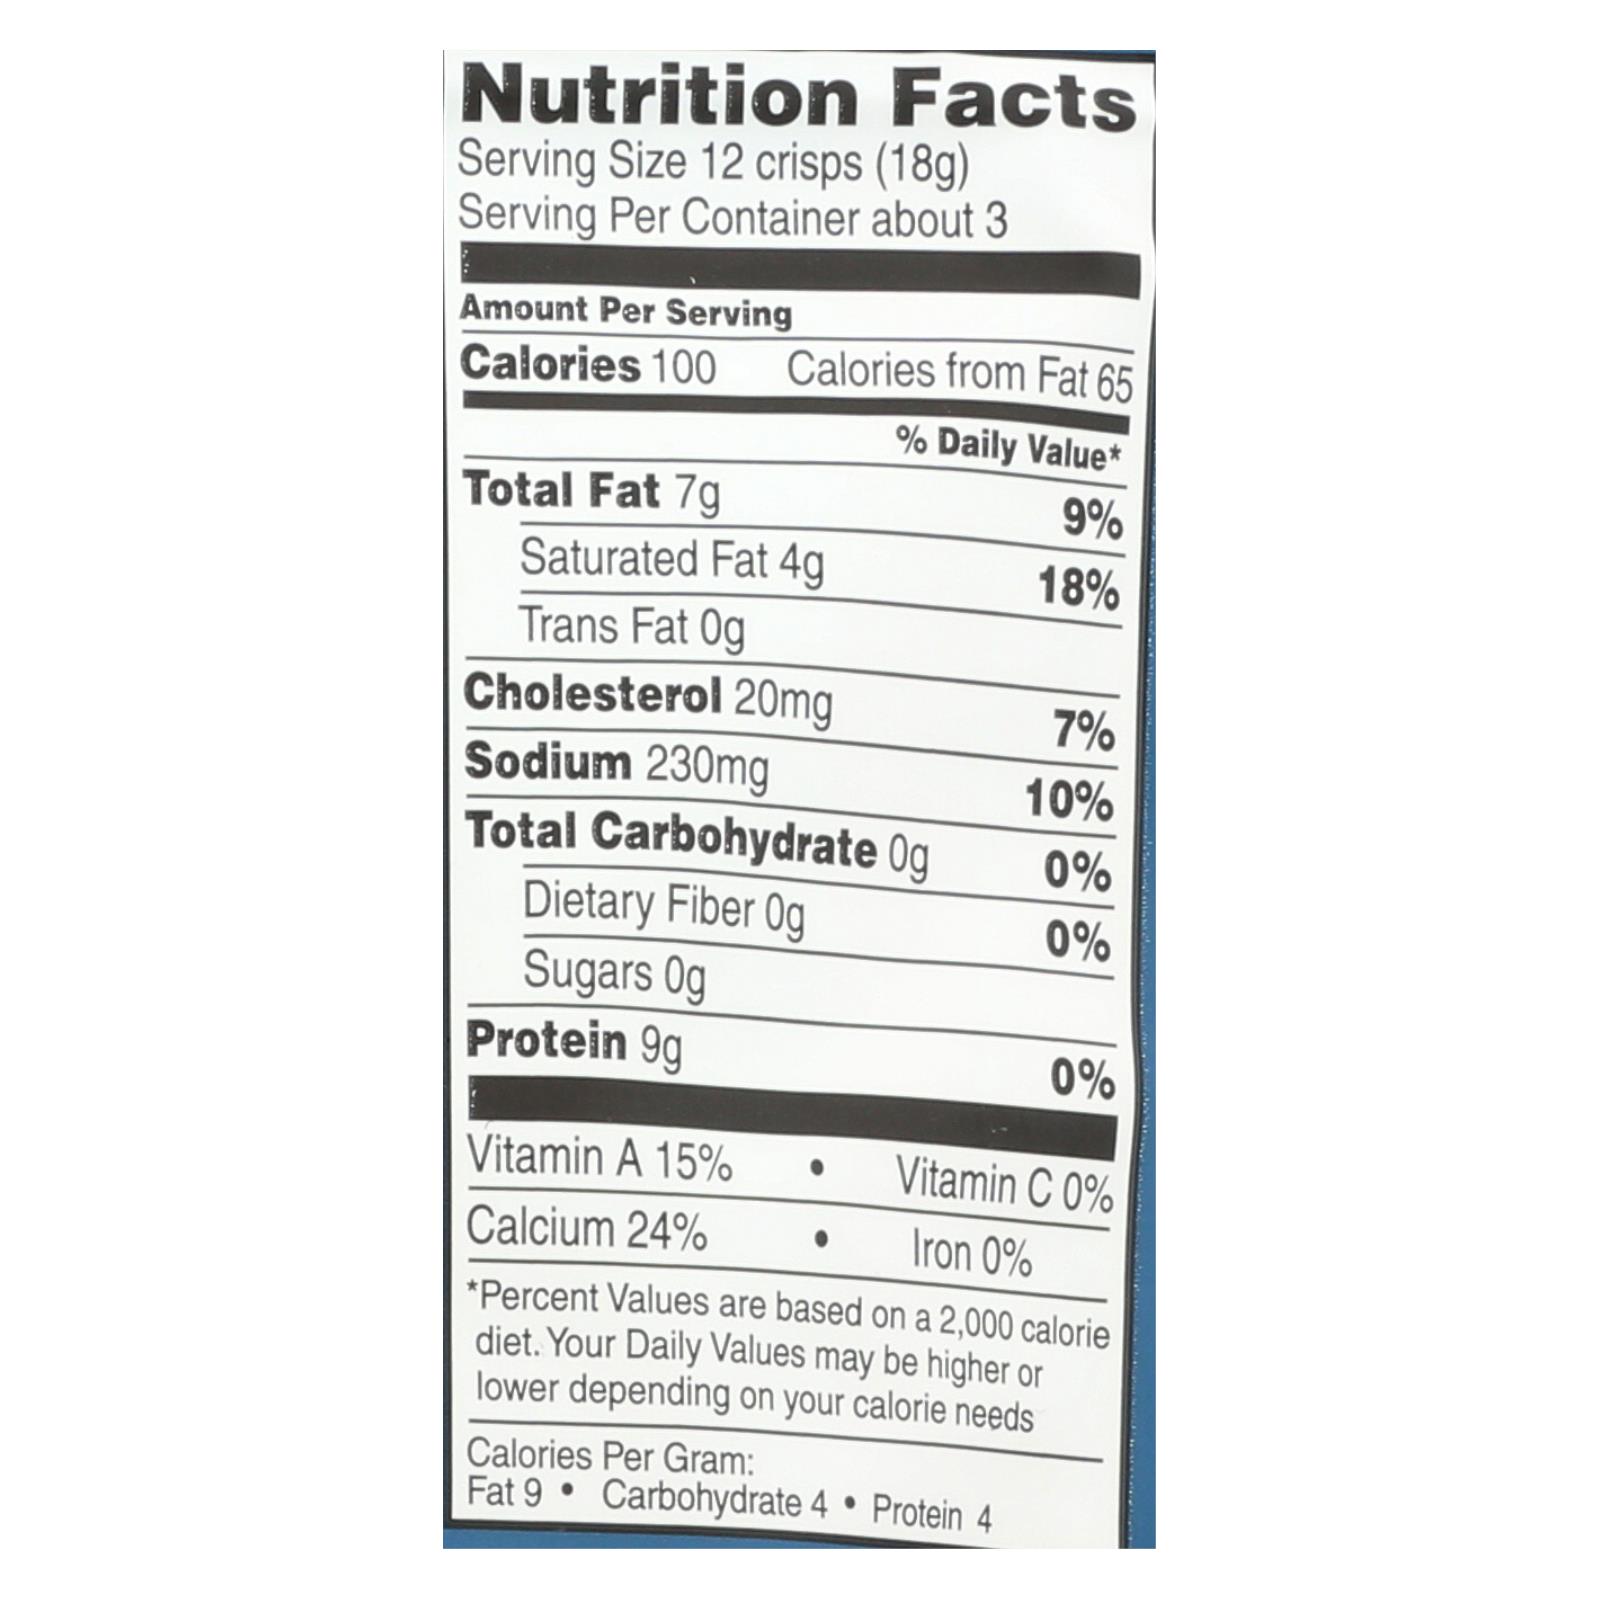 Nutrition Facts
Serving Size 12 crisps (18g)
Serving Per Container about 3
Amount Per Serving
Calories 100 Calories from Fat 65
% Daily Value*
Total Fat 7g 9%
Saturated Fat 4g 18%
Trans Fat 0g
Cholesterol 20mg 7%
Sodium 230mg 10%
Total Carbohydrate 0g 0%
Dietary Fiber 0g 0%
Sugars 0g
Protein 9g 0%
Vitamin A 15% • Vitamin C 0%
Calcium 24% • Iron 0%
*Percent Values are based on a 2,000 calorie
diet. Your Daily Values may be higher or
lower depending on your calorie needs
Calories Per Gram:
Fat 9 • Carbohydrate 4 • Protein 4